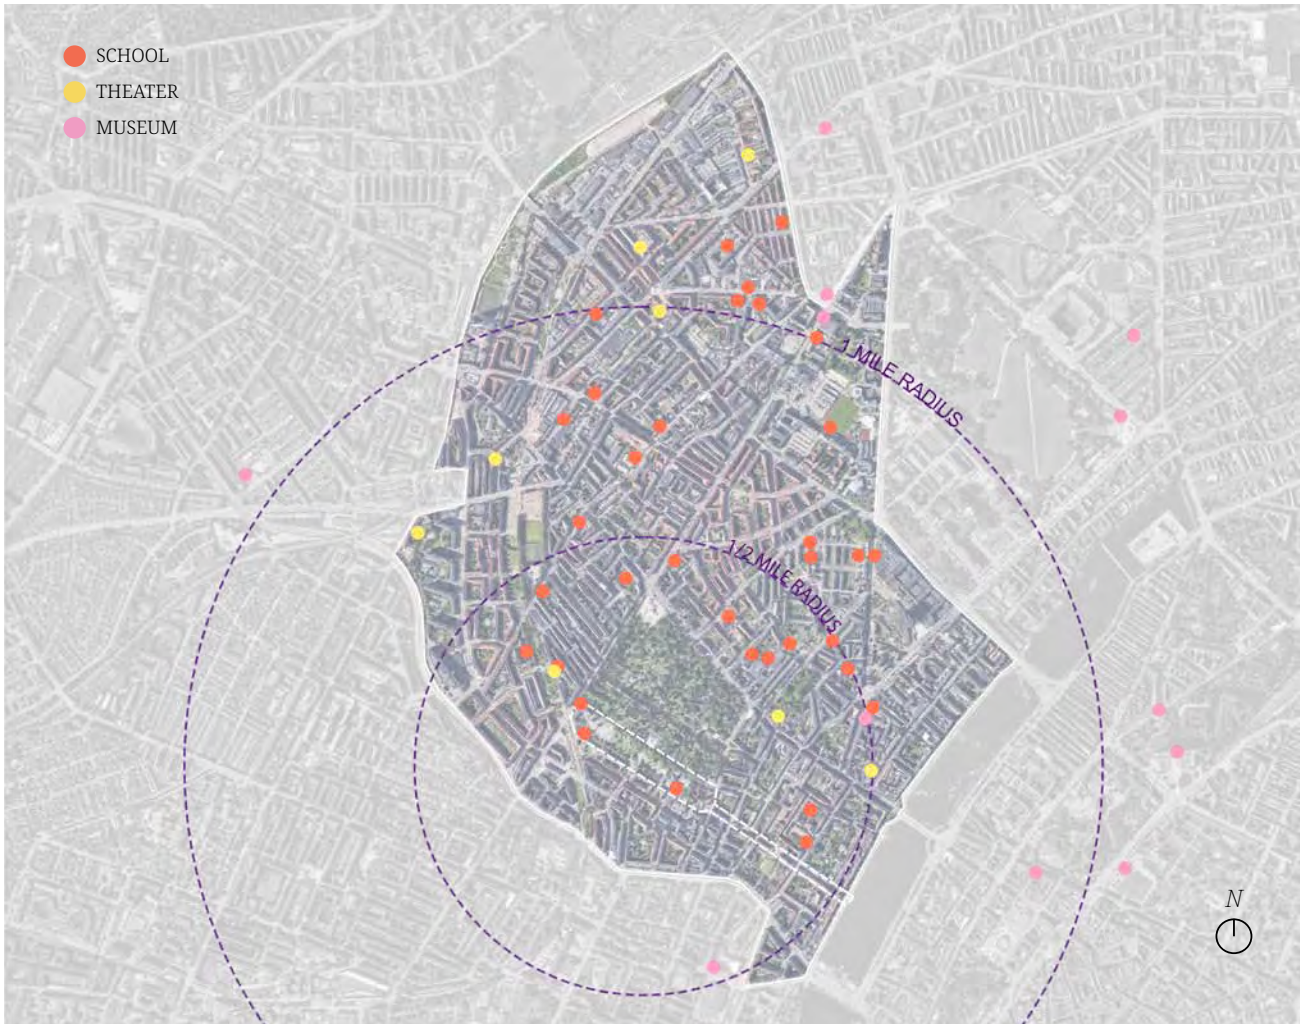 SCHOOL
THEATER
MUSEUM
1 MILE RADIUS
1/2 MILE RADIUS
N